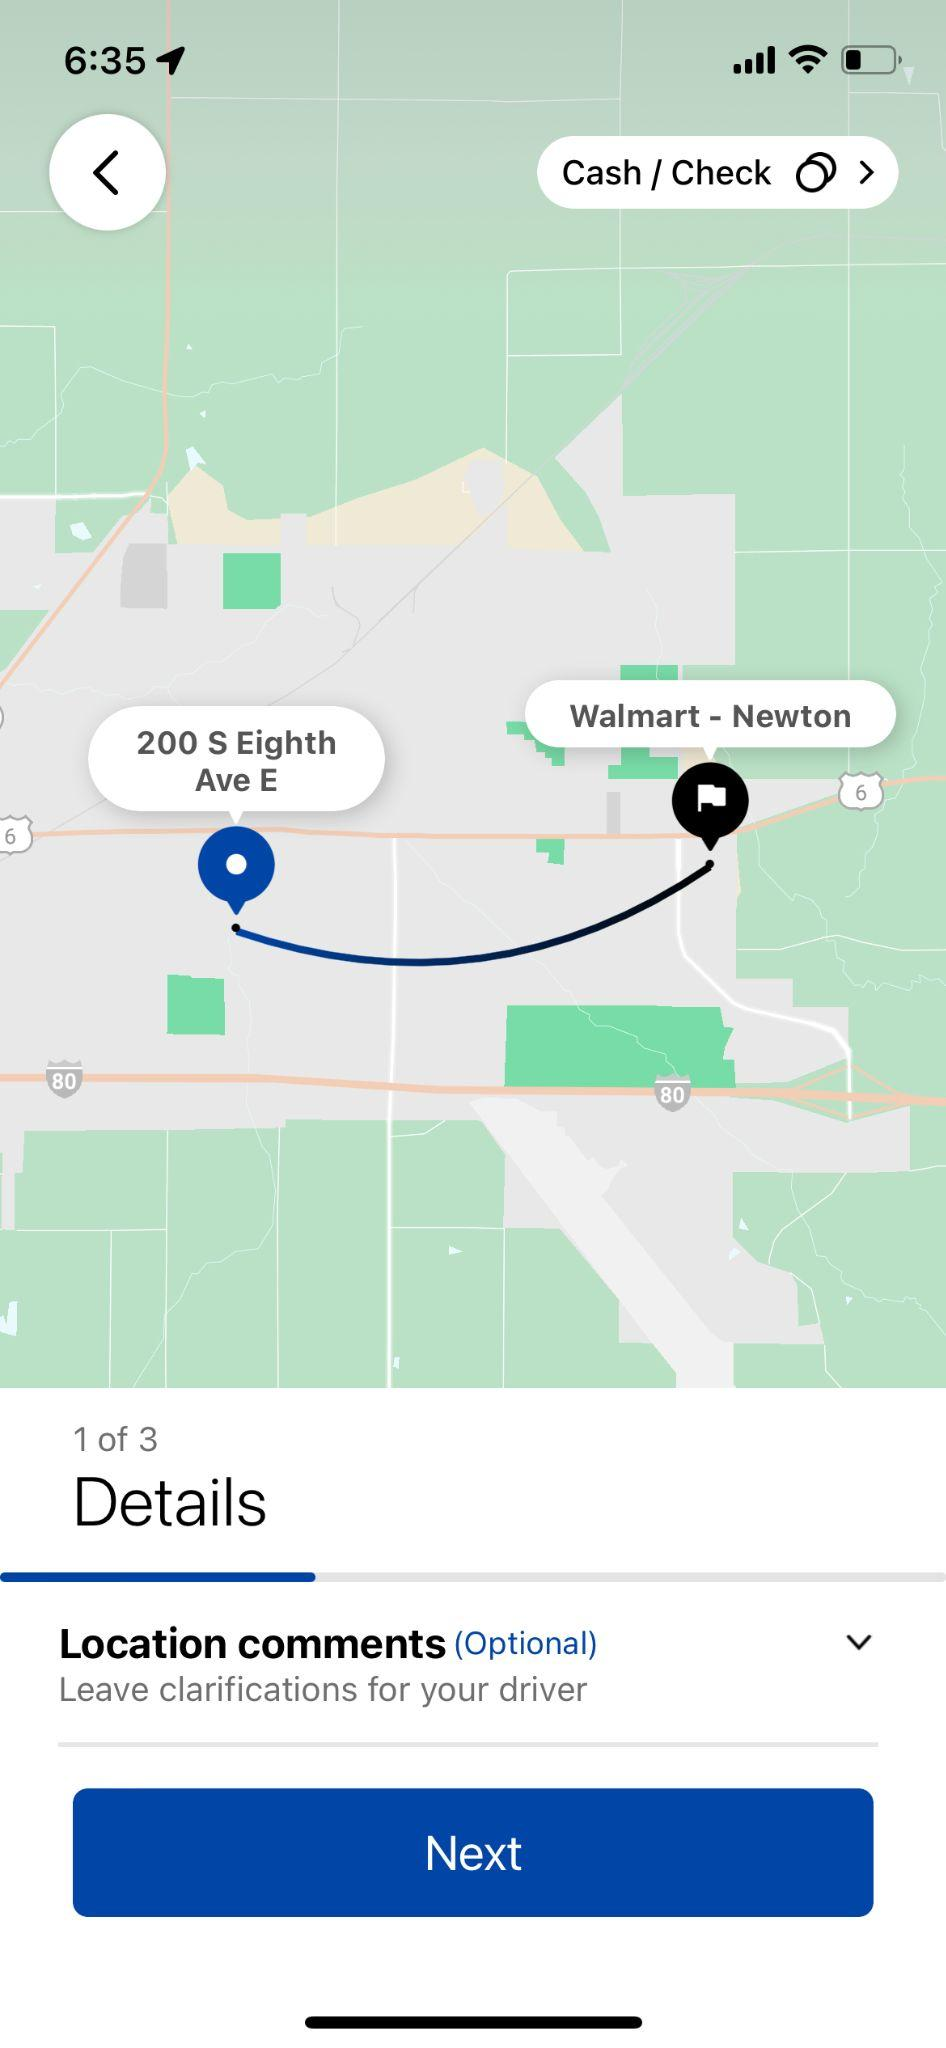 6:35
Cash / Check
200 S Eighth
Ave E
Walmart - Newton
6
6
80
80
1 of 3
Details
Location comments (Optional)
Leave clarifications for your driver
Next